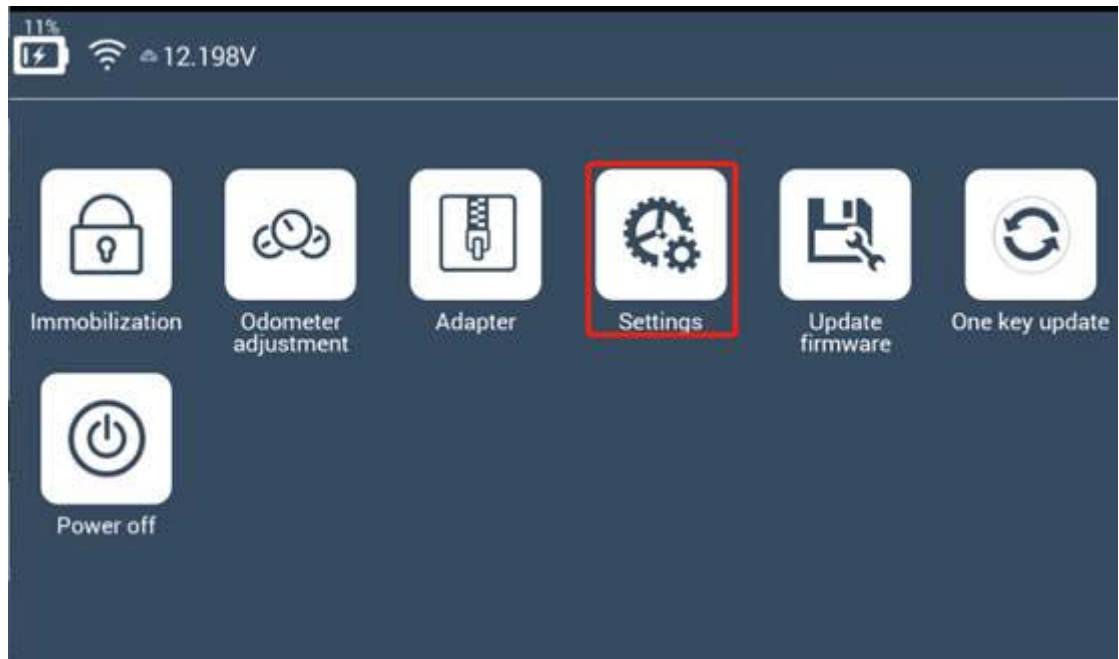 11%
12.198V
Immobilization
Odometer
adjustment
Adapter
Settings
Update
firmware
One key update
Power off